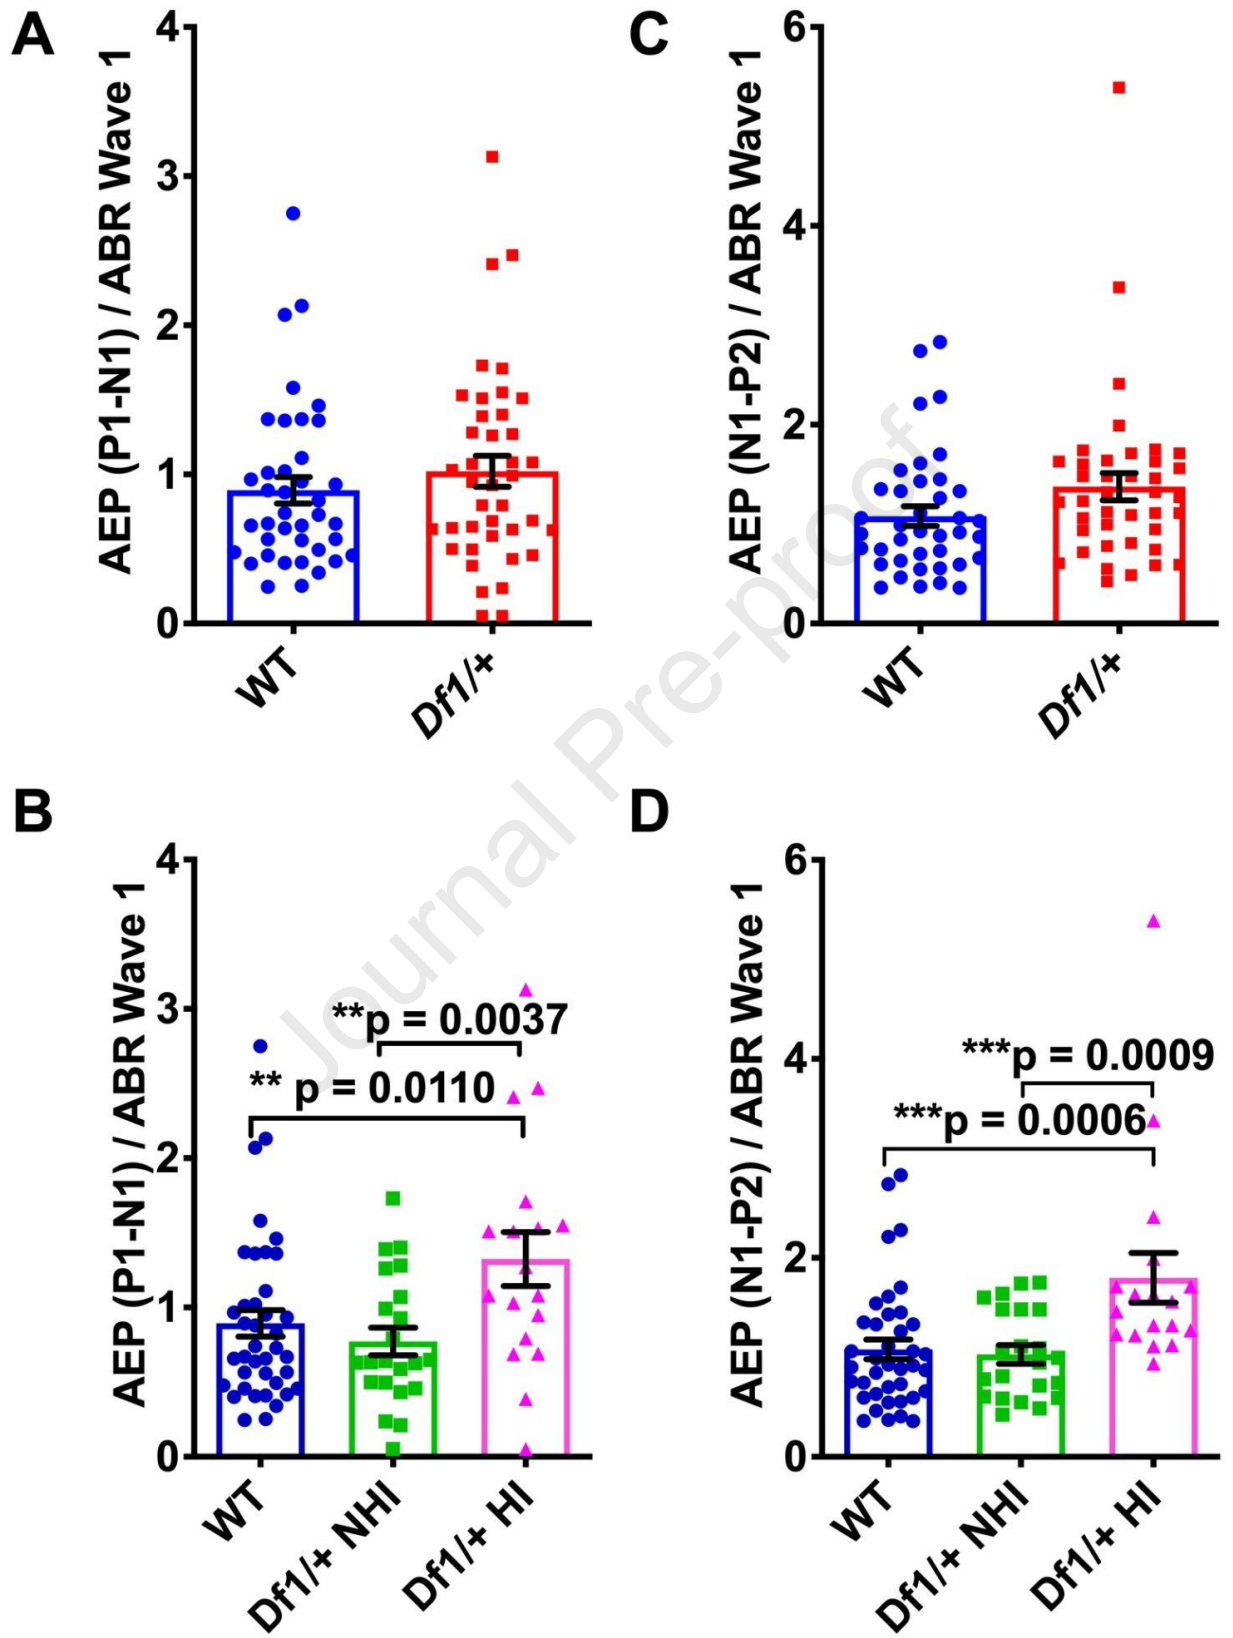 A
AEP (P1-N1) / ABR Wave 1
4
3
2
1
0
WT
Df1/+
C
AEP (N1-P2) / ABR Wave 1
6
4
2
0
WT
Df1/+
Journal Pre-proof
B
AEP (P1-N1) / ABR Wave 1
4
3
2
1
0
**p = 0.0037
** p = 0.0110
WT
Df1/+ NHI
Df1/+ HI
D
AEP (N1-P2) / ABR Wave 1
6
4
2
0
***p = 0.0009
***p = 0.0006
WT
Df1/+ NHI
Df1/+ HI